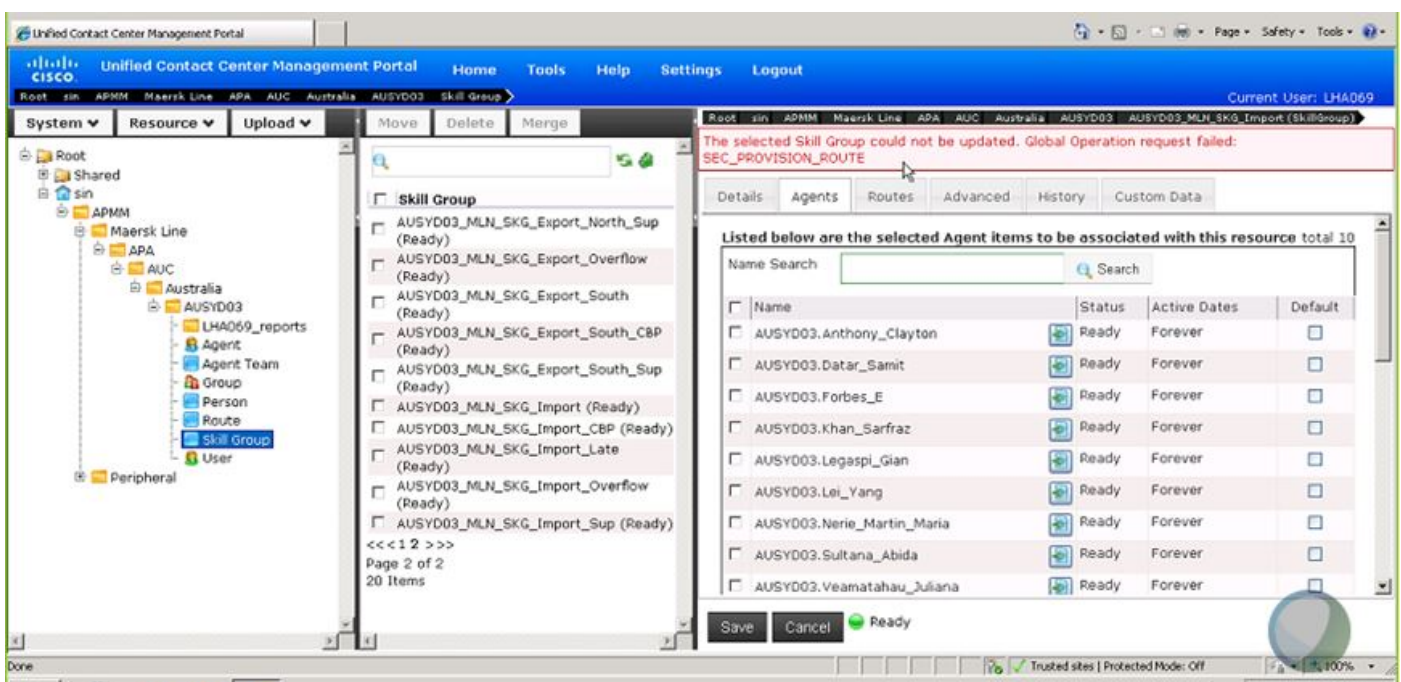 Unified Contact Center Management Portal
Page Safety Tools
CISCO Unified Contact Center Management Portal Home Tools Help Settings Logout
Root sin APMM Maersk Line APA AUC Australia AUSYD03 Skill Group
Current User: LHA069
System Resource Upload
Root
Shared
sin
APMM
Maersk Line
APA
AUC
Australia
AUSYD03
LHA069_reports
Agent
Agent Team
Group
Person
Route
Skill Group
User
Peripheral
Move Delete Merge
Skill Group
AUSYD03_MLN_SKG_Export_North_Sup
(Ready)
AUSYD03_MLN_SKG_Export_Overflow
(Ready)
AUSYD03_MLN_SKG_Export_South
(Ready)
AUSYD03_MLN_SKG_Export_South_CBP
(Ready)
AUSYD03_MLN_SKG_Export_South_Sup
(Ready)
AUSYD03_MLN_SKG_Import (Ready)
AUSYD03_MLN_SKG_Import_CBP (Ready)
AUSYD03_MLN_SKG_Import_Late
(Ready)
AUSYD03_MLN_SKG_Import_Overflow
(Ready)
AUSYD03_MLN_SKG_Import_Sup (Ready)
<<<1 2 >>>
Page 2 of 2
20 Items
Root sin APMM Maersk Line APA AUC Australia AUSYD03 AUSYD03_MLN_SKG_Import (SkillGroup)
The selected Skill Group could not be updated. Global Operation request failed:
SEC_PROVISION_ROUTE
Details Agents Routes Advanced History Custom Data
Listed below are the selected Agent items to be associated with this resource total 10
Name Search Search
Name Status Active Dates Default
AUSYD03.Anthony_Clayton Ready Forever
AUSYD03.Datar_Samit Ready Forever
AUSYD03.Forbes_E Ready Forever
AUSYD03.Khan_Sarfraz Ready Forever
AUSYD03.Legaspi_Gian Ready Forever
AUSYD03.Lei_Yang Ready Forever
AUSYD03.Nerie_Martin_Maria Ready Forever
AUSYD03.Sultana_Abida Ready Forever
AUSYD03.Veamatahau_Juliana Ready Forever
Save Cancel Ready
Done
Trusted sites | Protected Mode: Off
100%